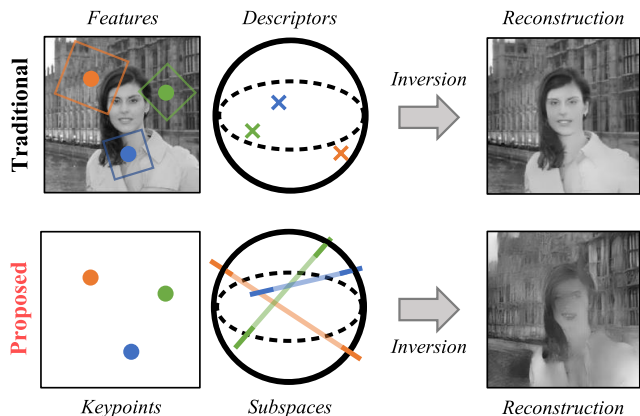 Features
Descriptors
Reconstruction
Traditional
Inversion
Proposed
Inversion
Keypoints
Subspaces
Reconstruction